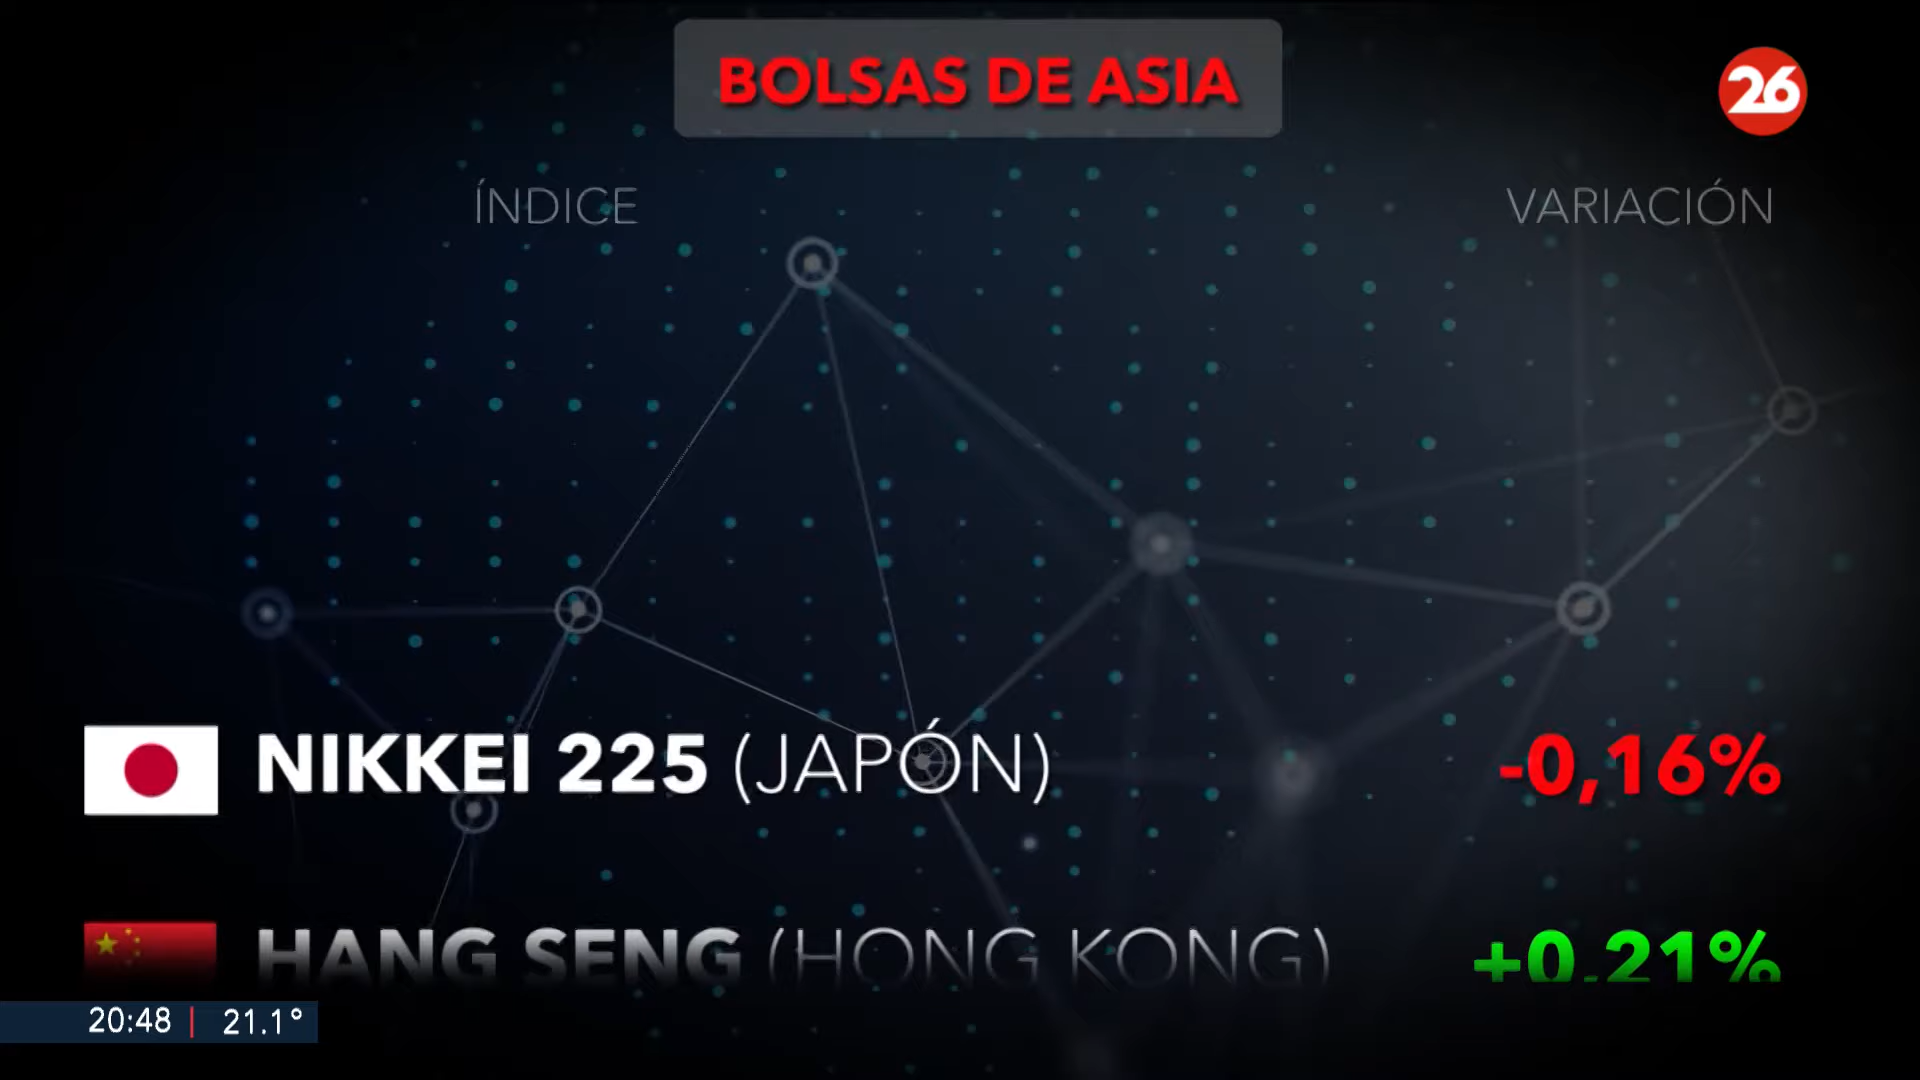 BOLSAS DE ASIA
26
ÍNDICE VARIACIÓN
NIKKEI 225 (JAPÓN) -0,16%
HANG SENG (HONG KONG) +0,21%
20:48 | 21.1°